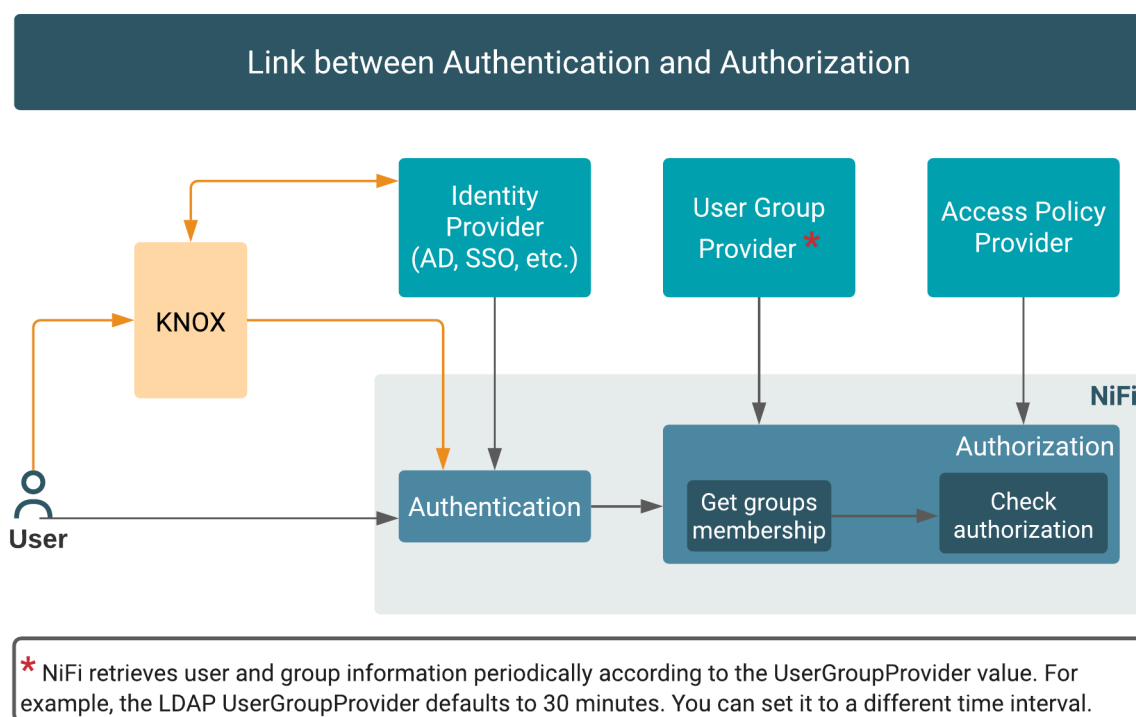 Link between Authentication and Authorization
Identity
Provider
(AD, SSO, etc.)
User Group
Provider *
Access Policy
Provider
KNOX
NiFi
Authorization
Authentication
Get groups
membership
Check
authorization
User
* NiFi retrieves user and group information periodically according to the UserGroupProvider value. For
example, the LDAP UserGroupProvider defaults to 30 minutes. You can set it to a different time interval.